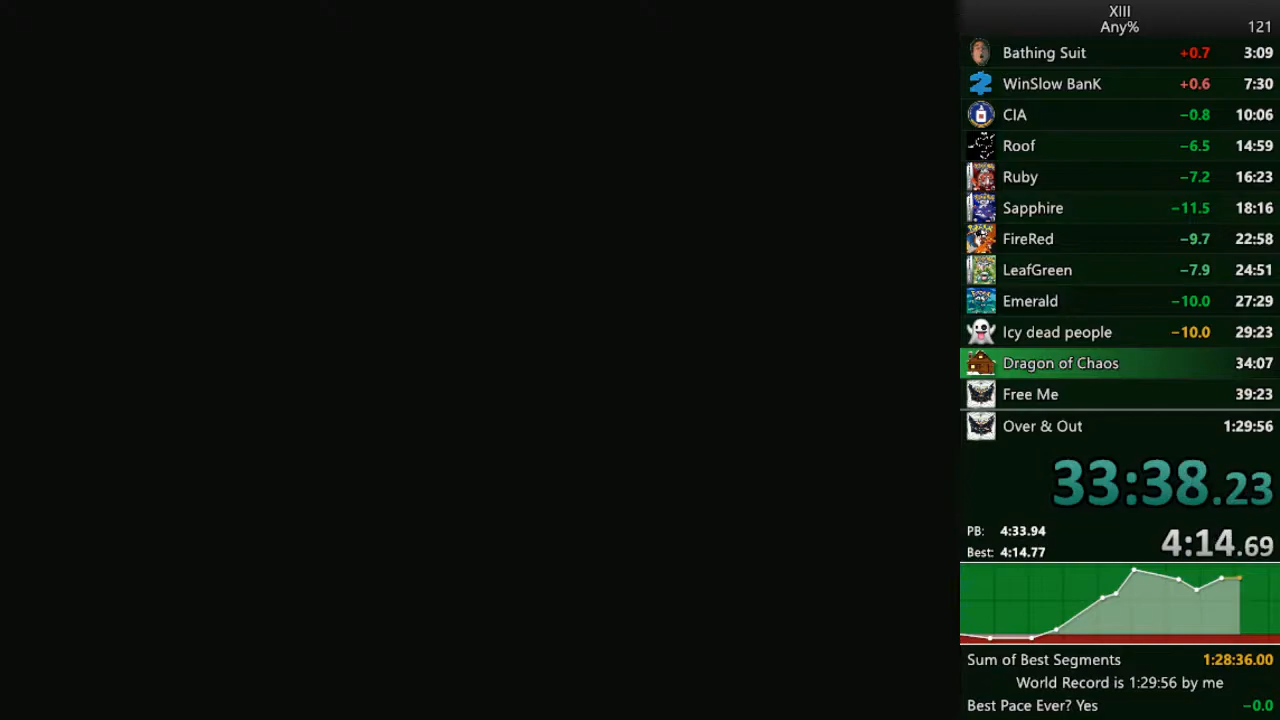 XIII
Any% 121
Bathing Suit +0.7 3:09
WinSlow BanK +0.6 7:30
CIA −0.8 10:06
Roof −6.5 14:59
Ruby −7.2 16:23
Sapphire −11.5 18:16
FireRed −9.7 22:58
LeafGreen −7.9 24:51
Emerald −10.0 27:29
Icy dead people −10.0 29:23
Dragon of Chaos 34:07
Free Me 39:23
Over & Out 1:29:56
33:38.23
PB: 4:33.94
Best: 4:14.77
4:14.69
Sum of Best Segments 1:28:36.00
World Record is 1:29:56 by me
Best Pace Ever? Yes −0.0